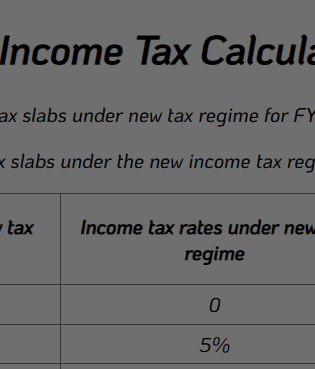 Income Tax Calcula
ax slabs under new tax regime for FY
x slabs under the new income tax reg
tax
Income tax rates under new
regime
0
5%